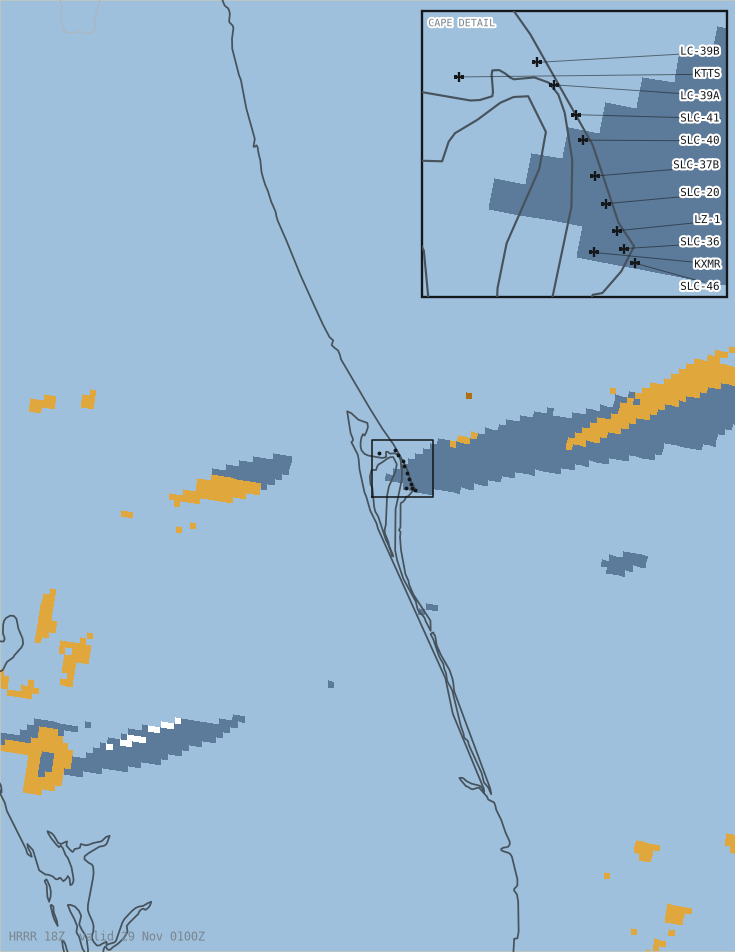 CAPE DETAIL
LC-39B
KTTS
LC-39A
SLC-41
SLC-40
SLC-37B
SLC-20
LZ-1
SLC-36
KXMR
SLC-46
HRRR 18Z  valid 29 Nov 0100Z